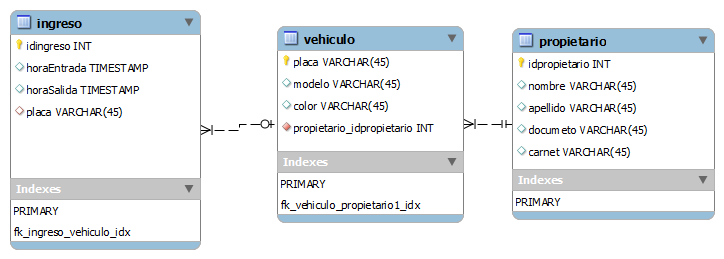 ingreso
idingreso INT
horaEntrada TIMESTAMP
horaSalida TIMESTAMP
placa VARCHAR(45)
Indexes
PRIMARY
fk_ingreso_vehiculo_idx
vehiculo
placa VARCHAR(45)
modelo VARCHAR(45)
color VARCHAR(45)
propietario_idpropietario INT
Indexes
PRIMARY
fk_vehiculo_propietario1_idx
propietario
idpropietario INT
nombre VARCHAR(45)
apellido VARCHAR(45)
documeto VARCHAR(45)
carnet VARCHAR(45)
Indexes
PRIMARY